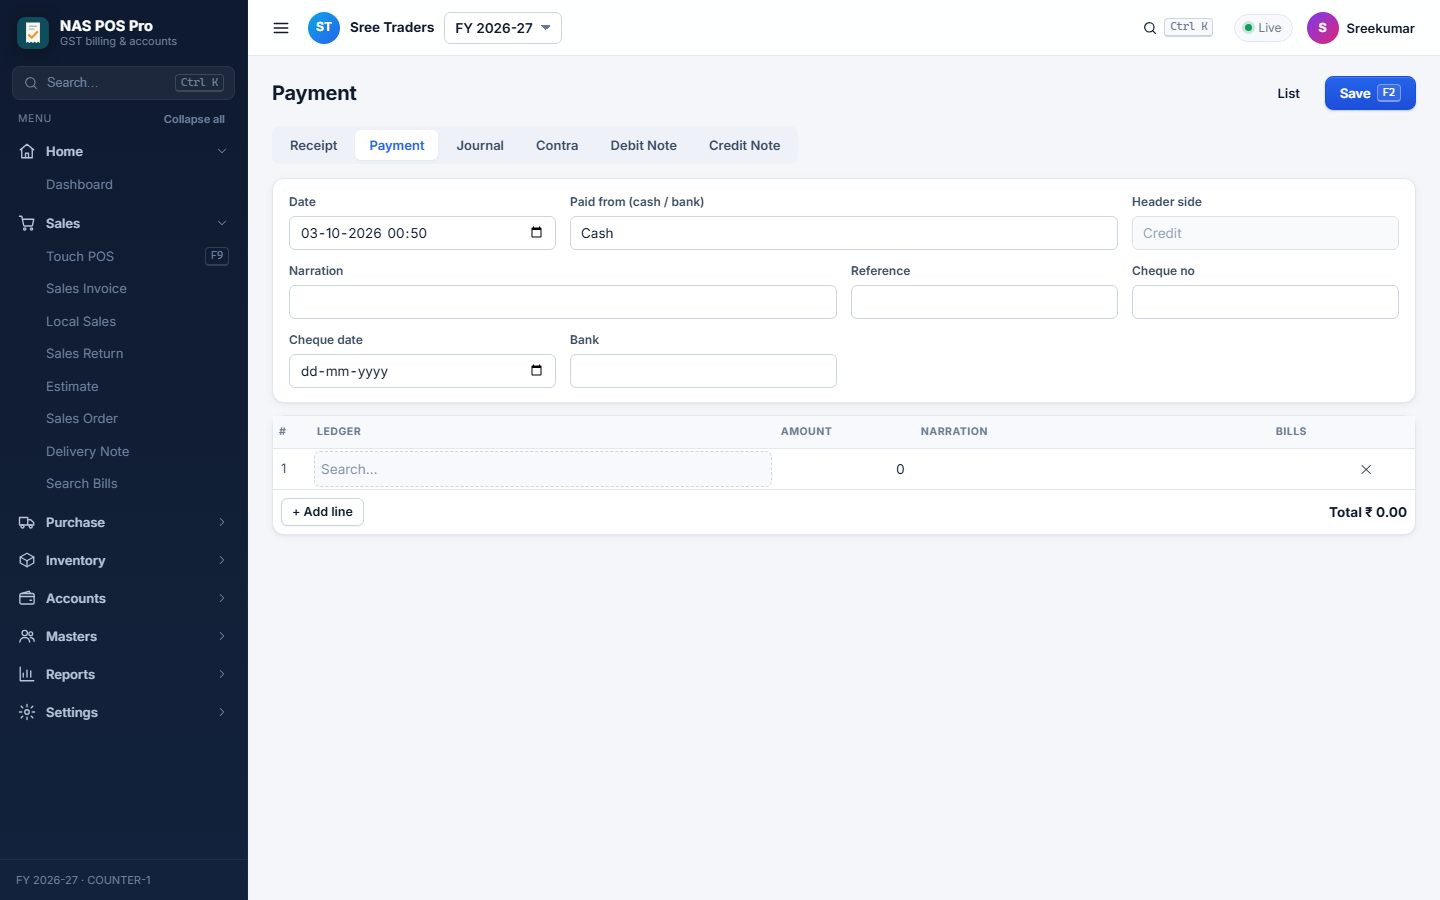 NAS POS Pro
GST billing & accounts
Search... Ctrl K
MENU Collapse all
Home
Dashboard
Sales
Touch POS F9
Sales Invoice
Local Sales
Sales Return
Estimate
Sales Order
Delivery Note
Search Bills
Purchase
Inventory
Accounts
Masters
Reports
Settings
FY 2026-27 · COUNTER-1
ST Sree Traders FY 2026-27 Ctrl K Live S Sreekumar
Payment List Save F2
Receipt Payment Journal Contra Debit Note Credit Note
Date Paid from (cash / bank) Header side
03-10-2026 00:50 Cash Credit
Narration Reference Cheque no
Cheque date Bank
dd-mm-yyyy
# LEDGER AMOUNT NARRATION BILLS
1 Search... 0
+ Add line Total ₹ 0.00